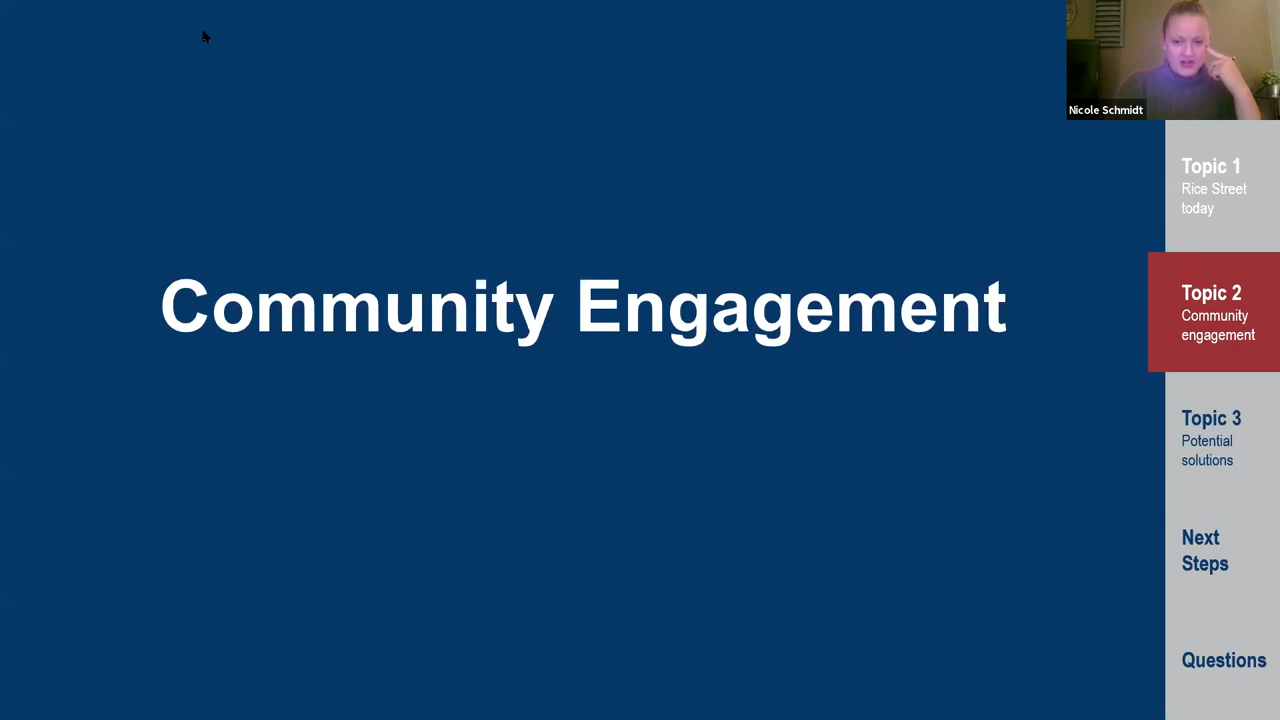 Nicole Schmidt
Community Engagement
Topic 1
Rice Street
today
Topic 2
Community
engagement
Topic 3
Potential
solutions
Next
Steps
Questions